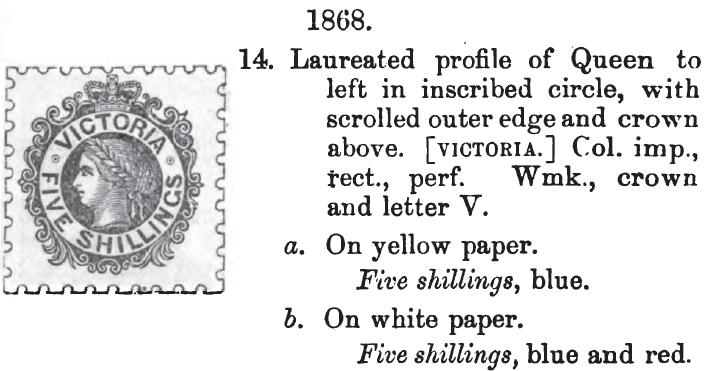 1868.
14. Laureated profile of Queen to
left in inscribed circle, with
scrolled outer edge and crown
above. [VICTORIA.] Col. imp.,
rect., perf. Wmk., crown
and letter V.
a. On yellow paper.
Five shillings, blue.
b. On white paper.
Five shillings, blue and red.
VICTORIA
FIVE SHILLINGS